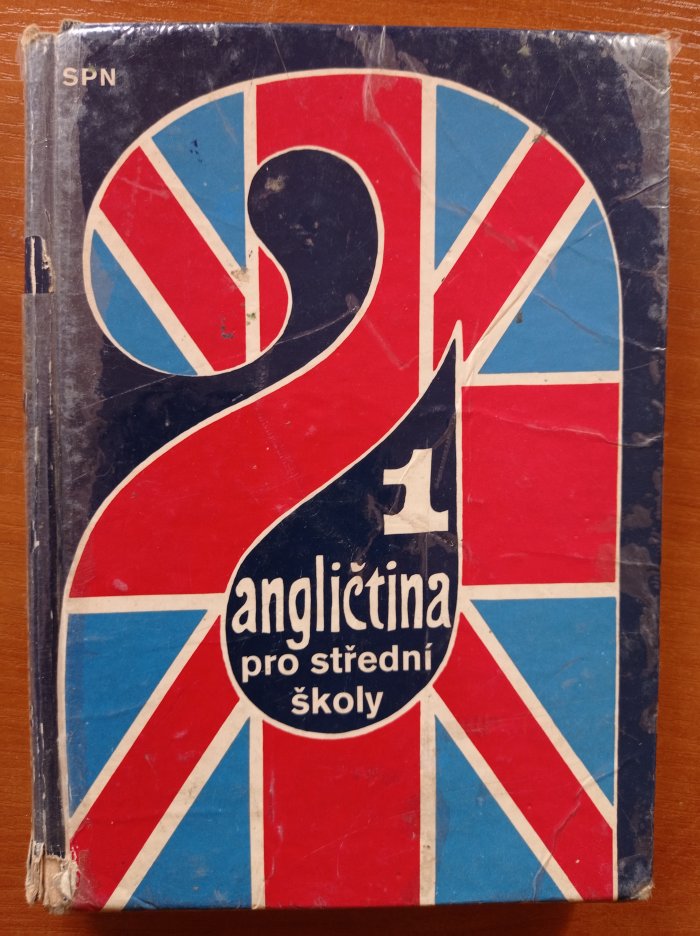 SPN
1
angličtina
pro střední
školy